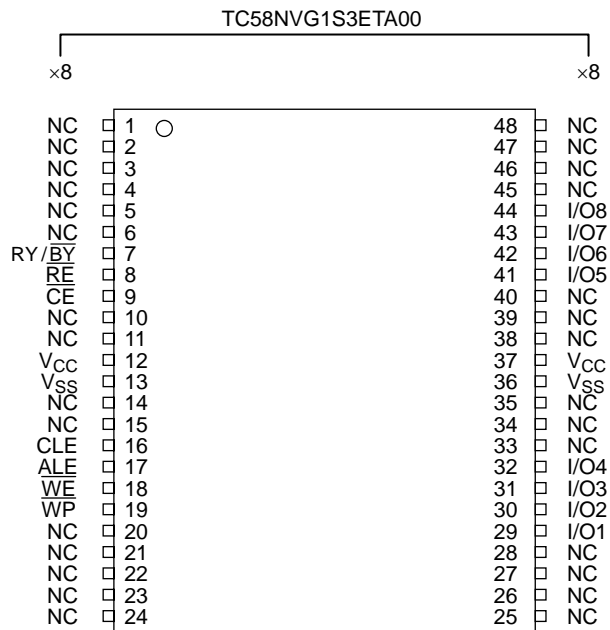 TC58NVG1S3ETA00
×8 ×8
NC 1 48 NC
NC 2 47 NC
NC 3 46 NC
NC 4 45 NC
NC 5 44 I/O8
NC 6 43 I/O7
RY/B̅Y̅ 7 42 I/O6
R̅E̅ 8 41 I/O5
C̅E̅ 9 40 NC
NC 10 39 NC
NC 11 38 NC
VCC 12 37 VCC
VSS 13 36 VSS
NC 14 35 NC
NC 15 34 NC
CLE 16 33 NC
ALE 17 32 I/O4
W̅E̅ 18 31 I/O3
W̅P̅ 19 30 I/O2
NC 20 29 I/O1
NC 21 28 NC
NC 22 27 NC
NC 23 26 NC
NC 24 25 NC